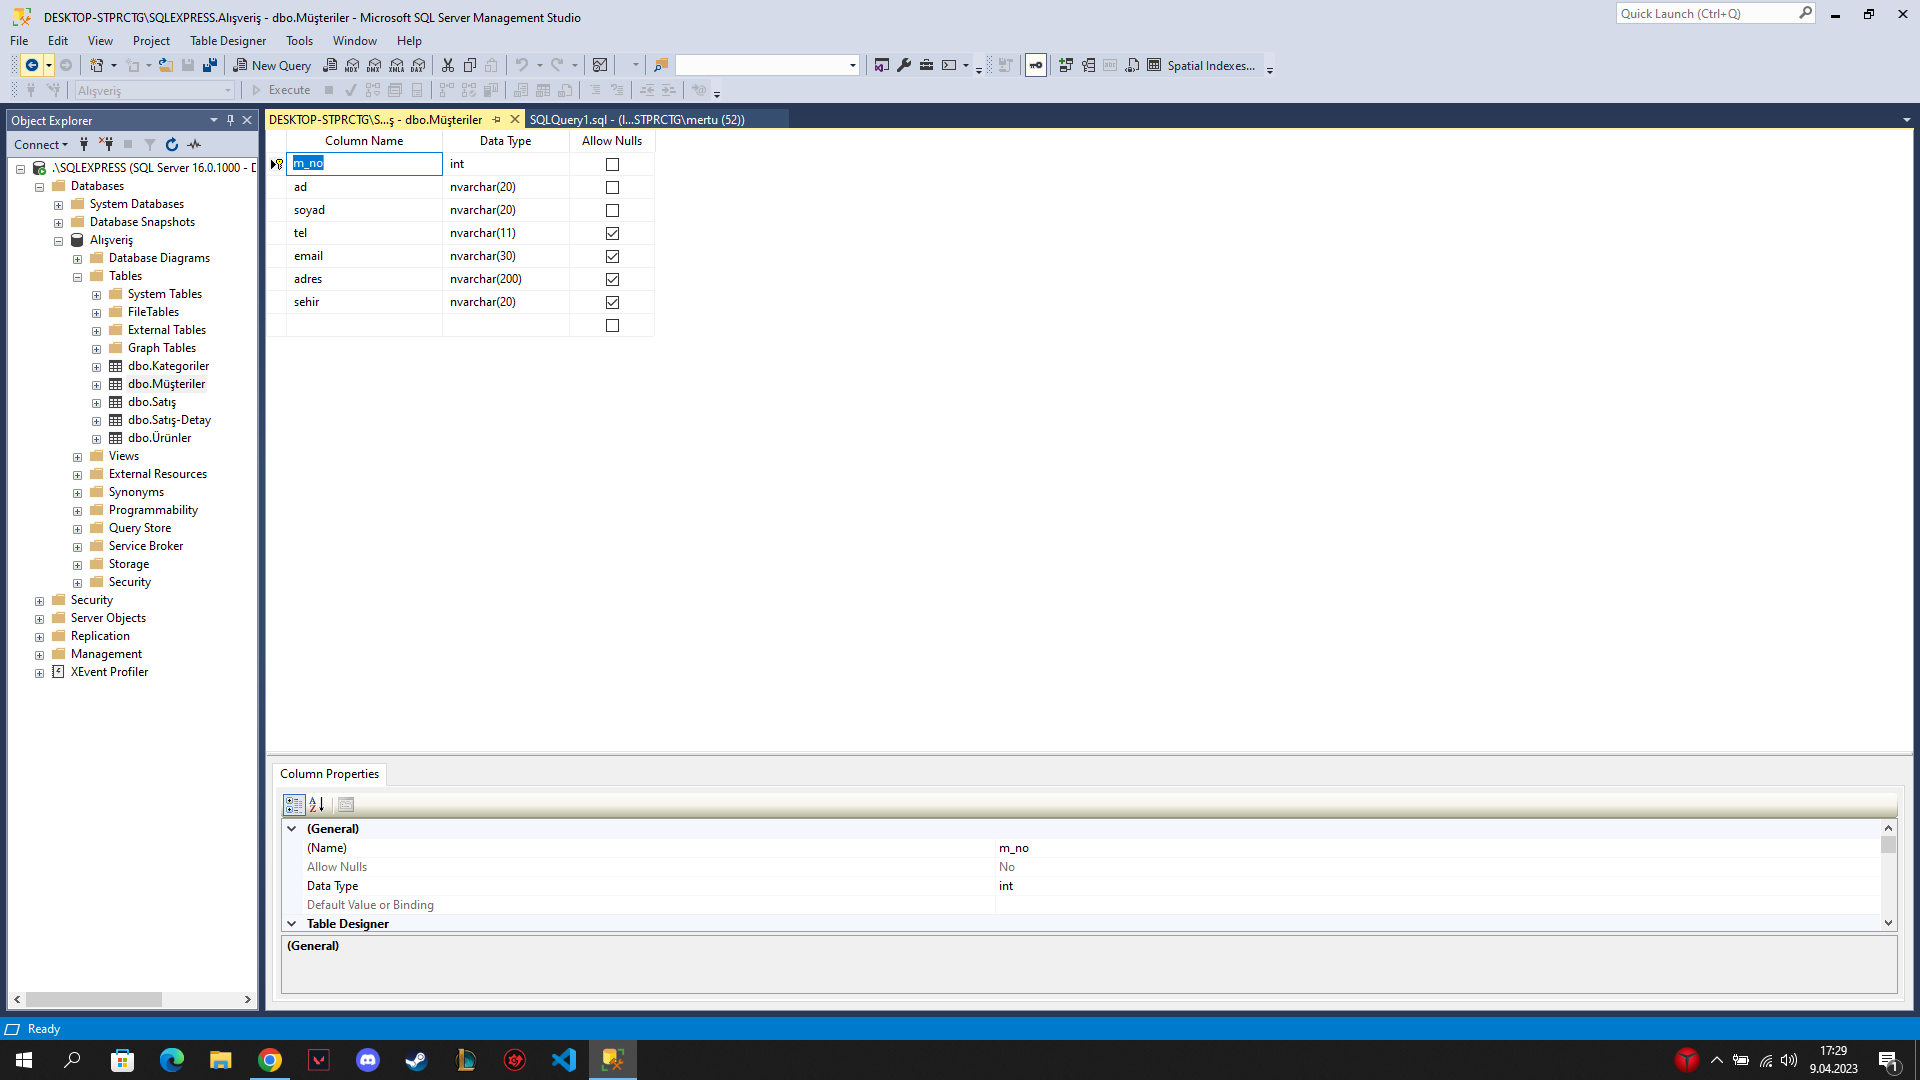 DESKTOP-STPRCTG\SQLEXPRESS.Alışveriş - dbo.Müşteriler - Microsoft SQL Server Management Studio
Quick Launch (Ctrl+Q)
File Edit View Project Table Designer Tools Window Help
New Query
MDX DMX XMLA DAX
Spatial Indexes...
Alışveriş
Execute
Object Explorer
Connect
.\SQLEXPRESS (SQL Server 16.0.1000 - D
Databases
System Databases
Database Snapshots
Alışveriş
Database Diagrams
Tables
System Tables
FileTables
External Tables
Graph Tables
dbo.Kategoriler
dbo.Müşteriler
dbo.Satış
dbo.Satış-Detay
dbo.Ürünler
Views
External Resources
Synonyms
Programmability
Query Store
Service Broker
Storage
Security
Security
Server Objects
Replication
Management
XEvent Profiler
DESKTOP-STPRCTG\S...ş - dbo.Müşteriler
SQLQuery1.sql - (l...STPRCTG\mertu (52))
Column Name Data Type Allow Nulls
m_no int
ad nvarchar(20)
soyad nvarchar(20)
tel nvarchar(11)
email nvarchar(30)
adres nvarchar(200)
sehir nvarchar(20)
Column Properties
(General)
(Name) m_no
Allow Nulls No
Data Type int
Default Value or Binding
Table Designer
(General)
Ready
17:29
9.04.2023
1